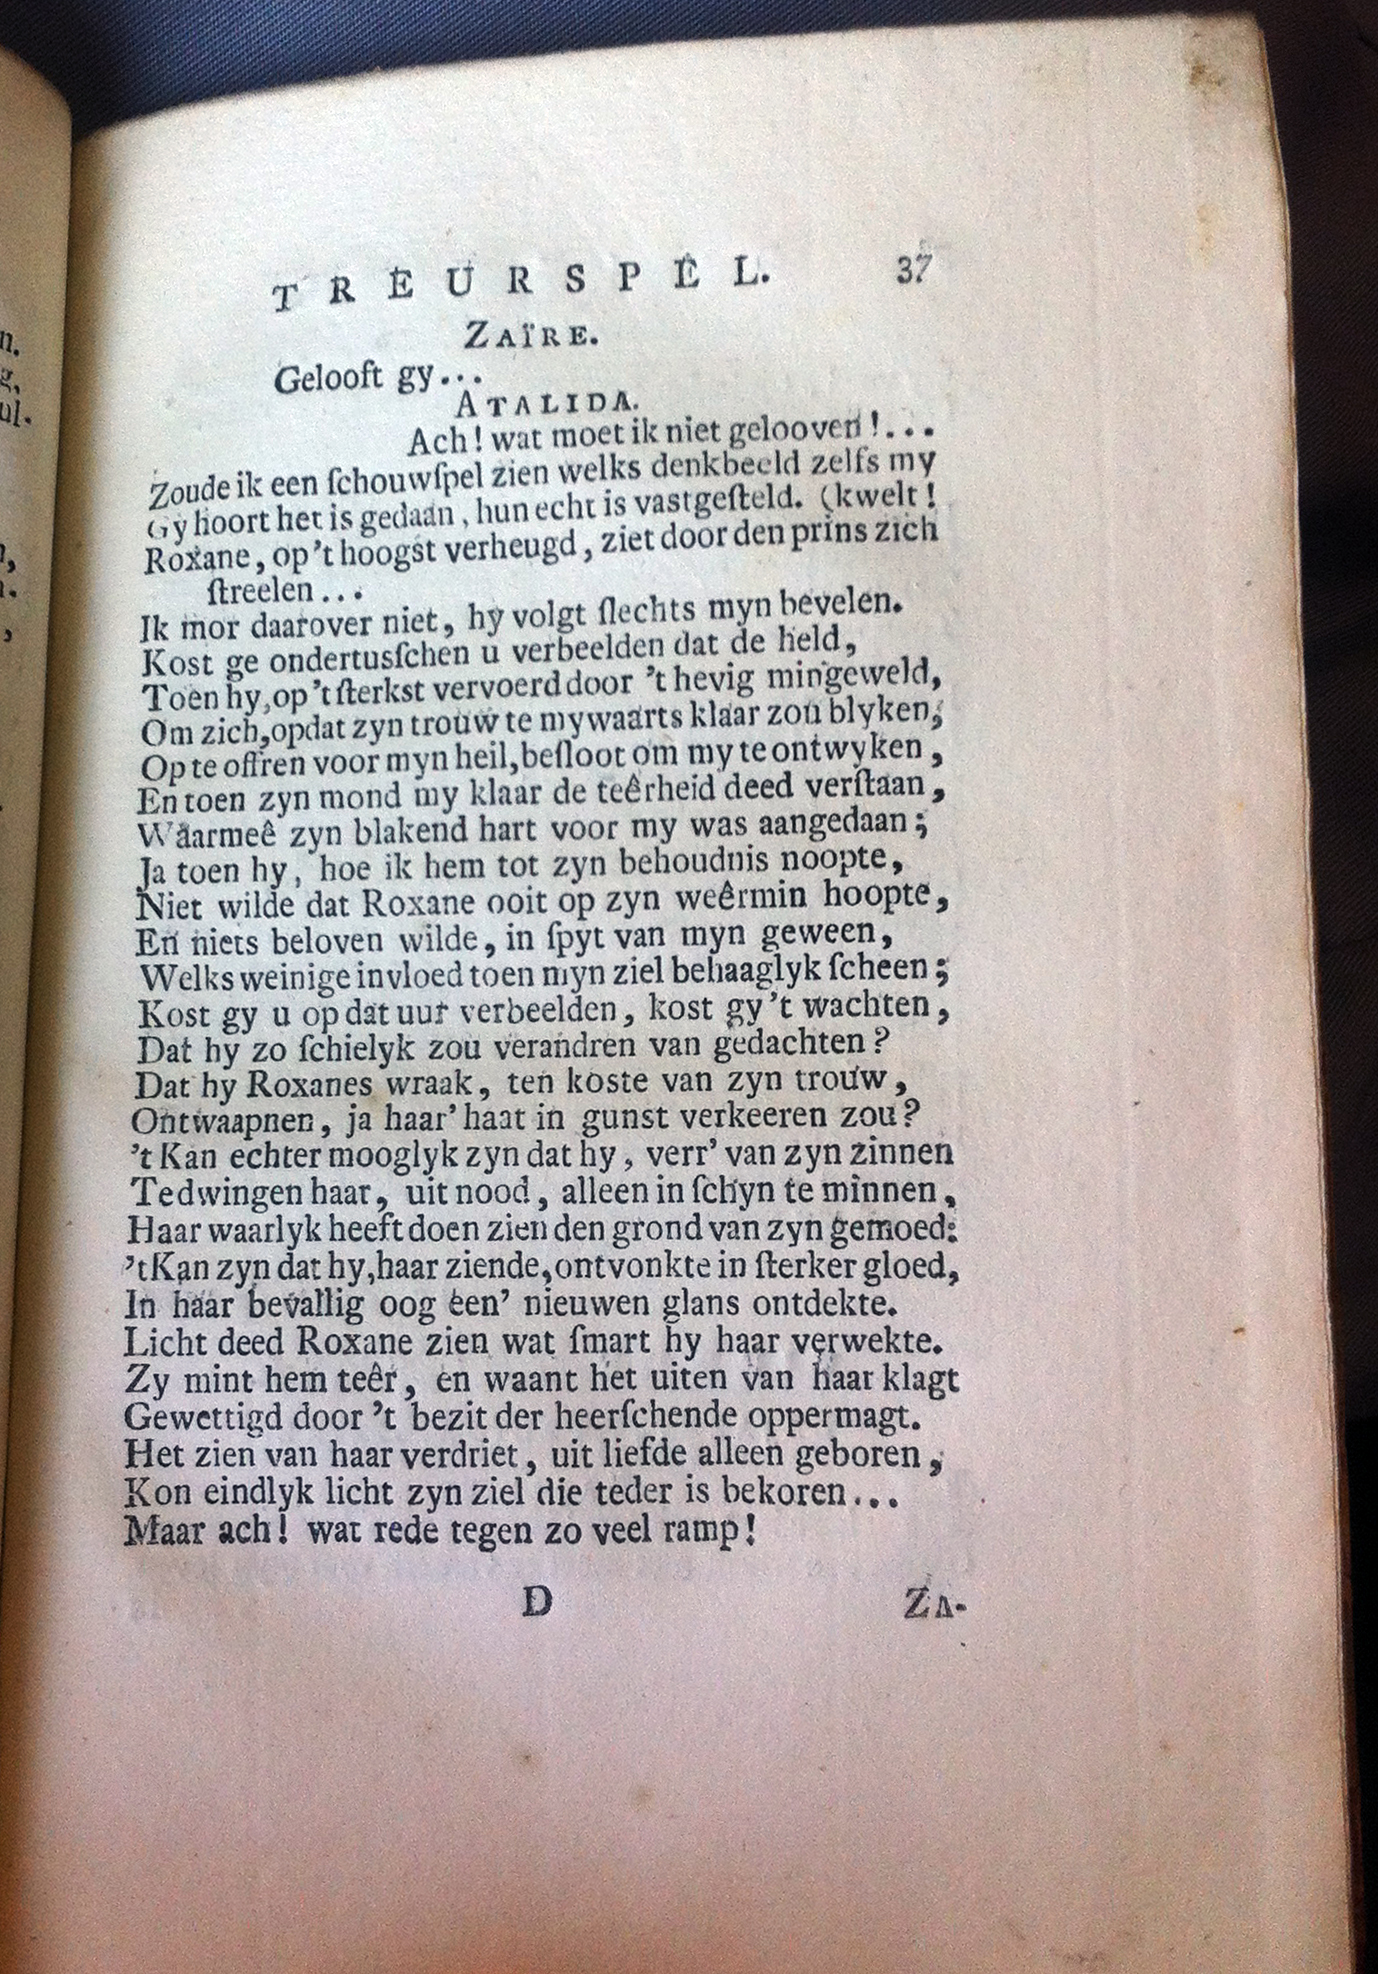 TREURSPEL. 37
ZAÏRE.
Gelooft gy...
ATALIDA.
Ach! wat moet ik niet gelooven!...
Zoude ik een ſchouwſpel zien welks denkbeeld zelfs my
Gy hoort het is gedaan, hun echt is vastgeſteld. (kwelt!
Roxane, op 't hoogst verheugd, ziet door den prins zich
ſtreelen...
Ik mor daarover niet, hy volgt ſlechts myn bevelen.
Kost ge ondertusſchen u verbeelden dat de held,
Toen hy, op 't ſterkst vervoerd door 't hevig mingeweld,
Om zich, opdat zyn trouw te mywaarts klaar zou blyken,
Op te offren voor myn heil, beſloot om my te ontwyken,
En toen zyn mond my klaar de teêrheid deed verſtaan,
Waarmeê zyn blakend hart voor my was aangedaan;
Ja toen hy, hoe ik hem tot zyn behoudnis noopte,
Niet wilde dat Roxane ooit op zyn weêrmin hoopte,
En niets beloven wilde, in ſpyt van myn geween,
Welks weinige invloed toen myn ziel behaaglyk ſcheen;
Kost gy u op dat uur verbeelden, kost gy 't wachten,
Dat hy zo ſchielyk zou verandren van gedachten?
Dat hy Roxanes wraak, ten koste van zyn trouw,
Ontwaapnen, ja haar' haat in gunst verkeeren zou?
't Kan echter mooglyk zyn dat hy, verr' van zyn zinnen
Te dwingen haar, uit nood, alleen in ſchyn te minnen,
Haar waarlyk heeft doen zien den grond van zyn gemoed:
't Kan zyn dat hy, haar ziende, ontvonkte in ſterker gloed,
In haar bevallig oog een' nieuwen glans ontdekte.
Licht deed Roxane zien wat ſmart hy haar verwekte.
Zy mint hem teêr, en waant het uiten van haar klagt
Gewettigd door 't bezit der heerſchende oppermagt.
Het zien van haar verdriet, uit liefde alleen geboren,
Kon eindlyk licht zyn ziel die teder is bekoren...
Maar ach! wat rede tegen zo veel ramp!
D ZA-